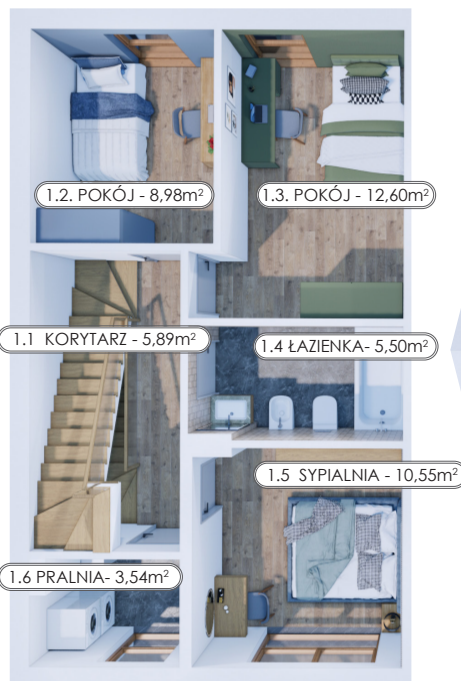 1.2. POKÓJ - 8,98m²
1.3. POKÓJ - 12,60m²
1.1 KORYTARZ - 5,89m²
1.4 ŁAZIENKA- 5,50m²
1.5 SYPIALNIA - 10,55m²
1.6 PRALNIA- 3,54m²